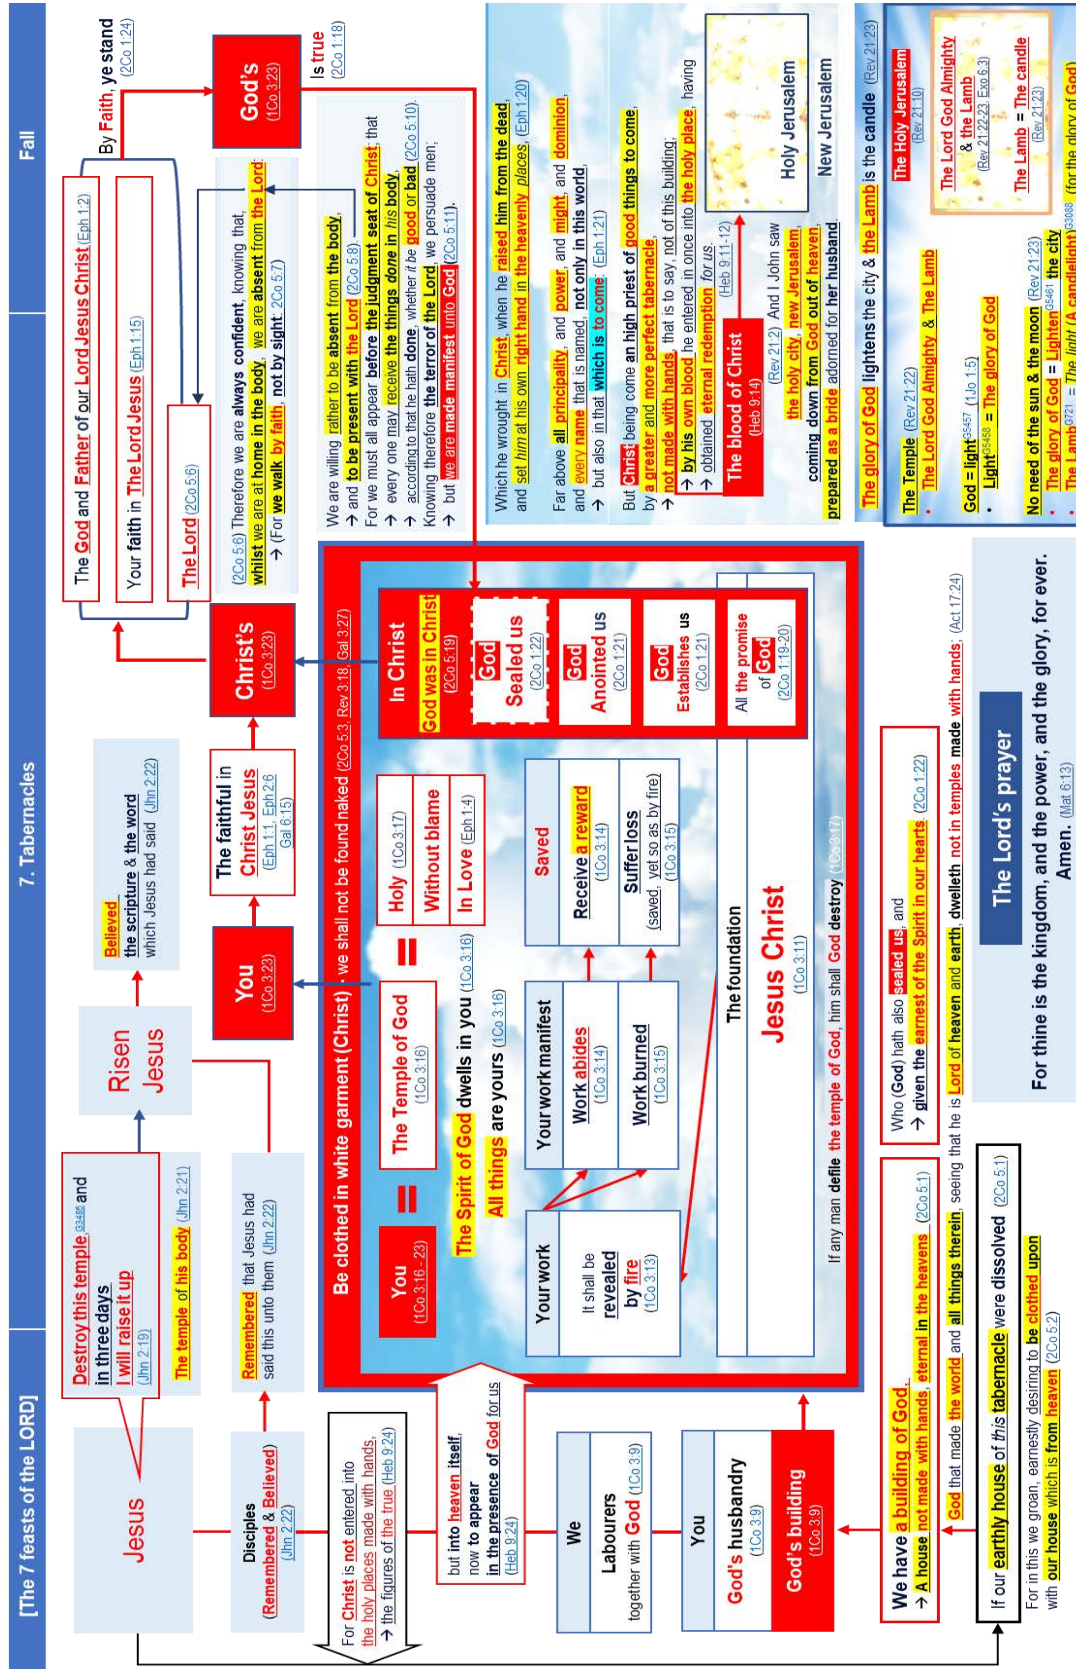 [The 7 feasts of the LORD]
7. Tabernacles
Fall
Jesus
Destroy this temple,G3485 and
in three days
I will raise it up
(Jhn 2:19)
The temple of his body (Jhn 2:21)
Risen
Jesus
Believed
the scripture & the word
which Jesus had said (Jhn 2:22)
Disciples
(Remembered & Believed)
(Jhn 2:22)
Remembered that Jesus had
said this unto them (Jhn 2:22)
You
(1Co 3:23)
The faithful in
Christ Jesus
(Eph 1:1, Eph 2:6
Gal 6:15)
Christ's
(1Co 3:23)
The God and Father of our Lord Jesus Christ (Eph 1:2)
Your faith in The Lord Jesus (Eph 1:15)
The Lord (2Co 5:6)
By Faith, ye stand
(2Co 1:24)
God's
(1Co 3:23)
Is true
(2Co 1:18)
(2Co 5:6) Therefore we are always confident, knowing that,
whilst we are at home in the body, we are absent from the Lord:
→ (For we walk by faith, not by sight: 2Co 5:7)
We are willing rather to be absent from the body,
→ and to be present with the Lord (2Co 5:8).
For we must all appear before the judgment seat of Christ; that
→ every one may receive the things done in his body,
→ according to that he hath done, whether it be good or bad (2Co 5:10).
Knowing therefore the terror of the Lord, we persuade men;
→ but we are made manifest unto God (2Co 5:11).
For Christ is not entered into
the holy places made with hands,
→ the figures of the true (Heb 9:24)
but into heaven itself,
now to appear
in the presence of God for us
(Heb 9:24)
We
Labourers
together with God (1Co 3:9)
You
God's husbandry
(1Co 3:9)
God's building
(1Co 3:9)
Be clothed in white garment (Christ) - we shall not be found naked (2Co 5:3, Rev 3:18, Gal 3:27)
You
(1Co 3:16 - 23)
=
The Temple of God
(1Co 3:16)
=
Holy (1Co 3:17)
Without blame
In Love (Eph 1:4)
The Spirit of God dwells in you (1Co 3:16)
All things are yours (1Co 3:16)
Your work
It shall be
revealed
by fire
(1Co 3:13)
Your work manifest
Work abides
(1Co 3:14)
Work burned
(1Co 3:15)
Saved
Receive a reward
(1Co 3:14)
Suffer loss
(saved, yet so as by fire)
(1Co 3:15)
The foundation
Jesus Christ
(1Co 3:11)
If any man defile the temple of God, him shall God destroy (1Co 3:17)
In Christ
God was in Christ
(2Co 5:19)
God
Sealed us
(2Co 1:22)
God
Anointed us
(2Co 1:21)
God
Establishes us
(2Co 1:21)
All the promise
of God
(2Co 1:19-20)
Which he wrought in Christ, when he raised him from the dead,
and set him at his own right hand in the heavenly places, (Eph 1:20)
Far above all principality, and power, and might, and dominion,
and every name that is named, not only in this world,
→ but also in that which is to come: (Eph 1:21)
But Christ being come an high priest of good things to come,
by a greater and more perfect tabernacle,
→ not made with hands, that is to say, not of this building;
→ by his own blood he entered in once into the holy place, having
→ obtained eternal redemption for us.
(Heb 9:11-12)
The blood of Christ
(Heb 9:14)
Holy Jerusalem
New Jerusalem
(Rev 21:2) And I John saw
the holy city, new Jerusalem,
coming down from God out of heaven,
prepared as a bride adorned for her husband.
We have a building of God,
→ A house not made with hands, eternal in the heavens (2Co 5:1)
Who (God) hath also sealed us, and
→ given the earnest of the Spirit in our hearts. (2Co 1:22)
God that made the world and all things therein, seeing that he is Lord of heaven and earth, dwelleth not in temples made with hands; (Act 17:24)
If our earthly house of this tabernacle were dissolved (2Co 5:1)
For in this we groan, earnestly desiring to be clothed upon
with our house which is from heaven (2Co 5:2)
The Lord's prayer
For thine is the kingdom, and the power, and the glory, for ever.
Amen. (Mat 6:13)
The glory of God lightens the city & the Lamb is the candle (Rev 21:23)
The Temple (Rev 21:22)
• The Lord God Almighty & The Lamb
God = lightG5457 (1Jo 1:5)
• LightG5458 = The glory of God
No need of the sun & the moon (Rev 21:23)
• The glory of God = LightenG5461 the city
• The LambG721 = The light (A candlelight)G3088 (for the glory of God)
The Holy Jerusalem
(Rev 21:10)
The Lord God Almighty
& the Lamb
(Rev 21:22-23, Exo 6:3)
The Lamb = The candle
(Rev 21:23)